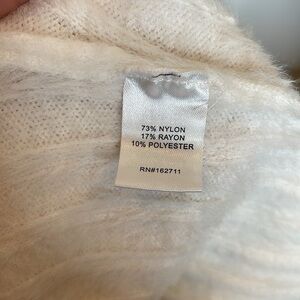 73% NYLON
17% RAYON
10% POLYESTER
RN#162711